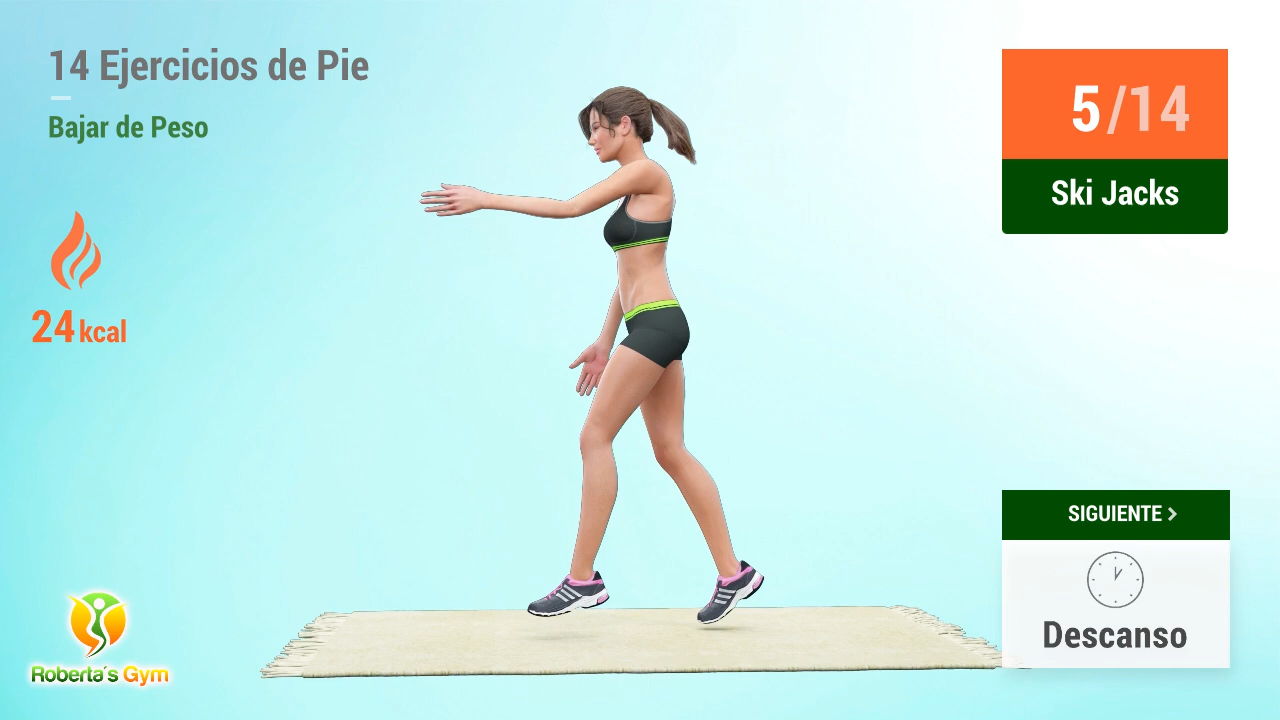 14 Ejercicios de Pie
Bajar de Peso
5/14
Ski Jacks
24 kcal
SIGUIENTE >
Descanso
Roberta´s Gym